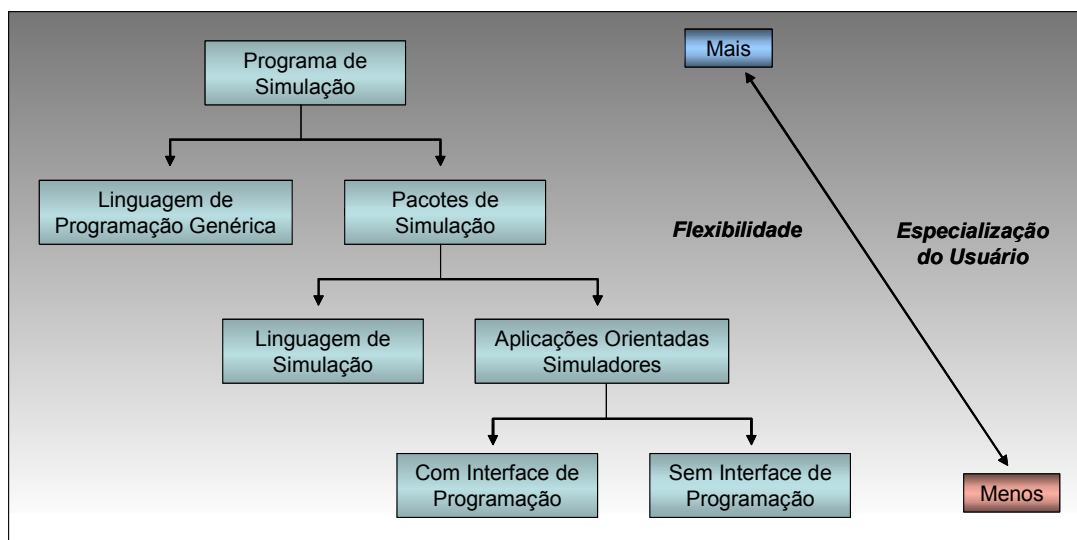 Programa de
Simulação
Mais
Linguagem de
Programação Genérica
Pacotes de
Simulação
Flexibilidade
Especialização
do Usuário
Linguagem de
Simulação
Aplicações Orientadas
Simuladores
Com Interface de
Programação
Sem Interface de
Programação
Menos